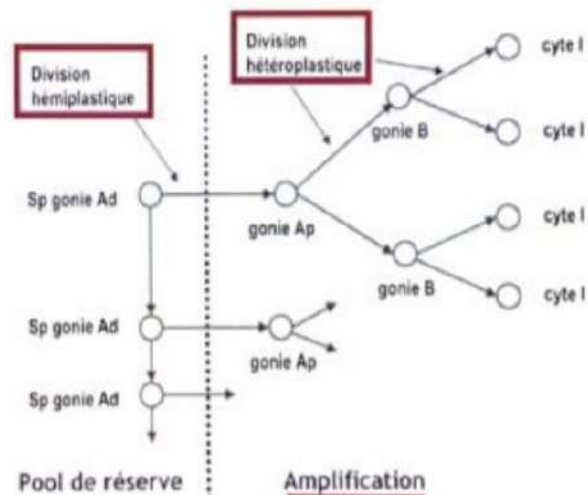 Division
hémiplastique
Division
hétéroplastique
cyte I
gonie B
cyte I
Sp gonie Ad
gonie Ap
cyte I
gonie B
cyte I
Sp gonie Ad
gonie Ap
Sp gonie Ad
Pool de réserve
Amplification